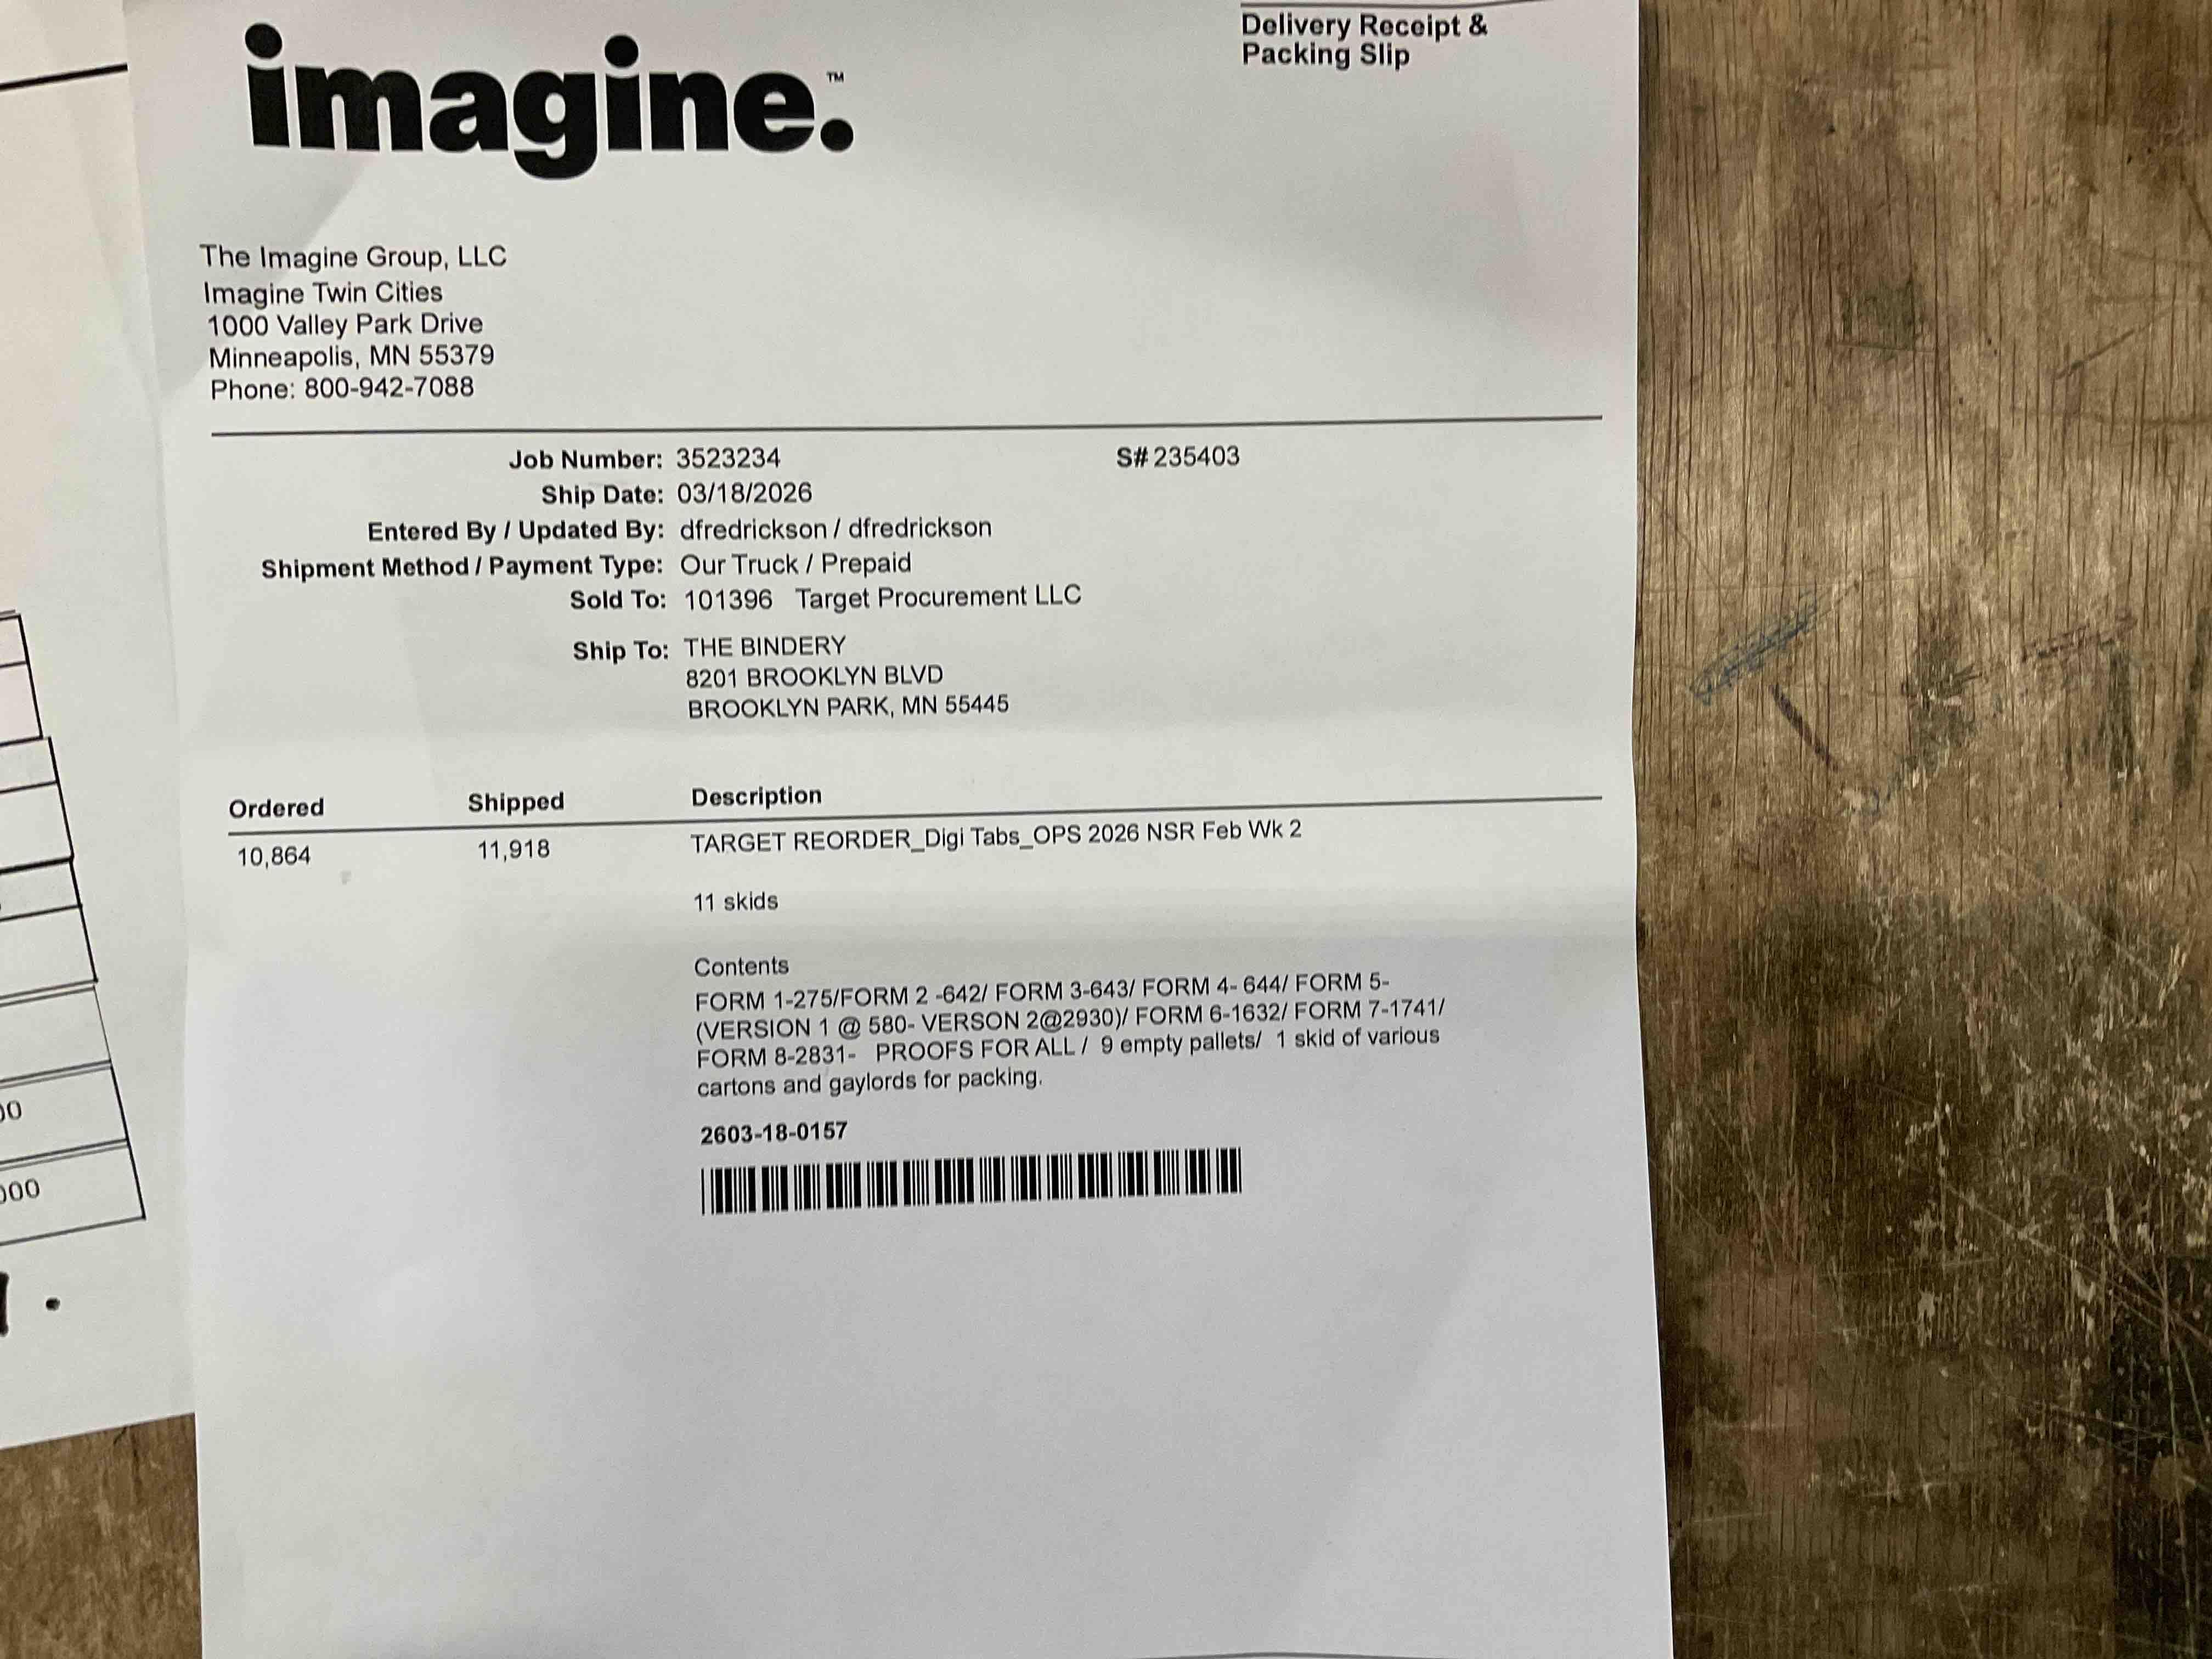 imagine.™
Delivery Receipt &
Packing Slip
The Imagine Group, LLC
Imagine Twin Cities
1000 Valley Park Drive
Minneapolis, MN 55379
Phone: 800-942-7088
Job Number: 3523234 S# 235403
Ship Date: 03/18/2026
Entered By / Updated By: dfredrickson / dfredrickson
Shipment Method / Payment Type: Our Truck / Prepaid
Sold To: 101396 Target Procurement LLC
Ship To: THE BINDERY
8201 BROOKLYN BLVD
BROOKLYN PARK, MN 55445
Ordered Shipped Description
10,864 11,918 TARGET REORDER_Digi Tabs_OPS 2026 NSR Feb Wk 2
11 skids
Contents
FORM 1-275/FORM 2 -642/ FORM 3-643/ FORM 4- 644/ FORM 5-
(VERSION 1 @ 580- VERSON 2@2930)/ FORM 6-1632/ FORM 7-1741/
FORM 8-2831- PROOFS FOR ALL / 9 empty pallets/ 1 skid of various
cartons and gaylords for packing.
2603-18-0157